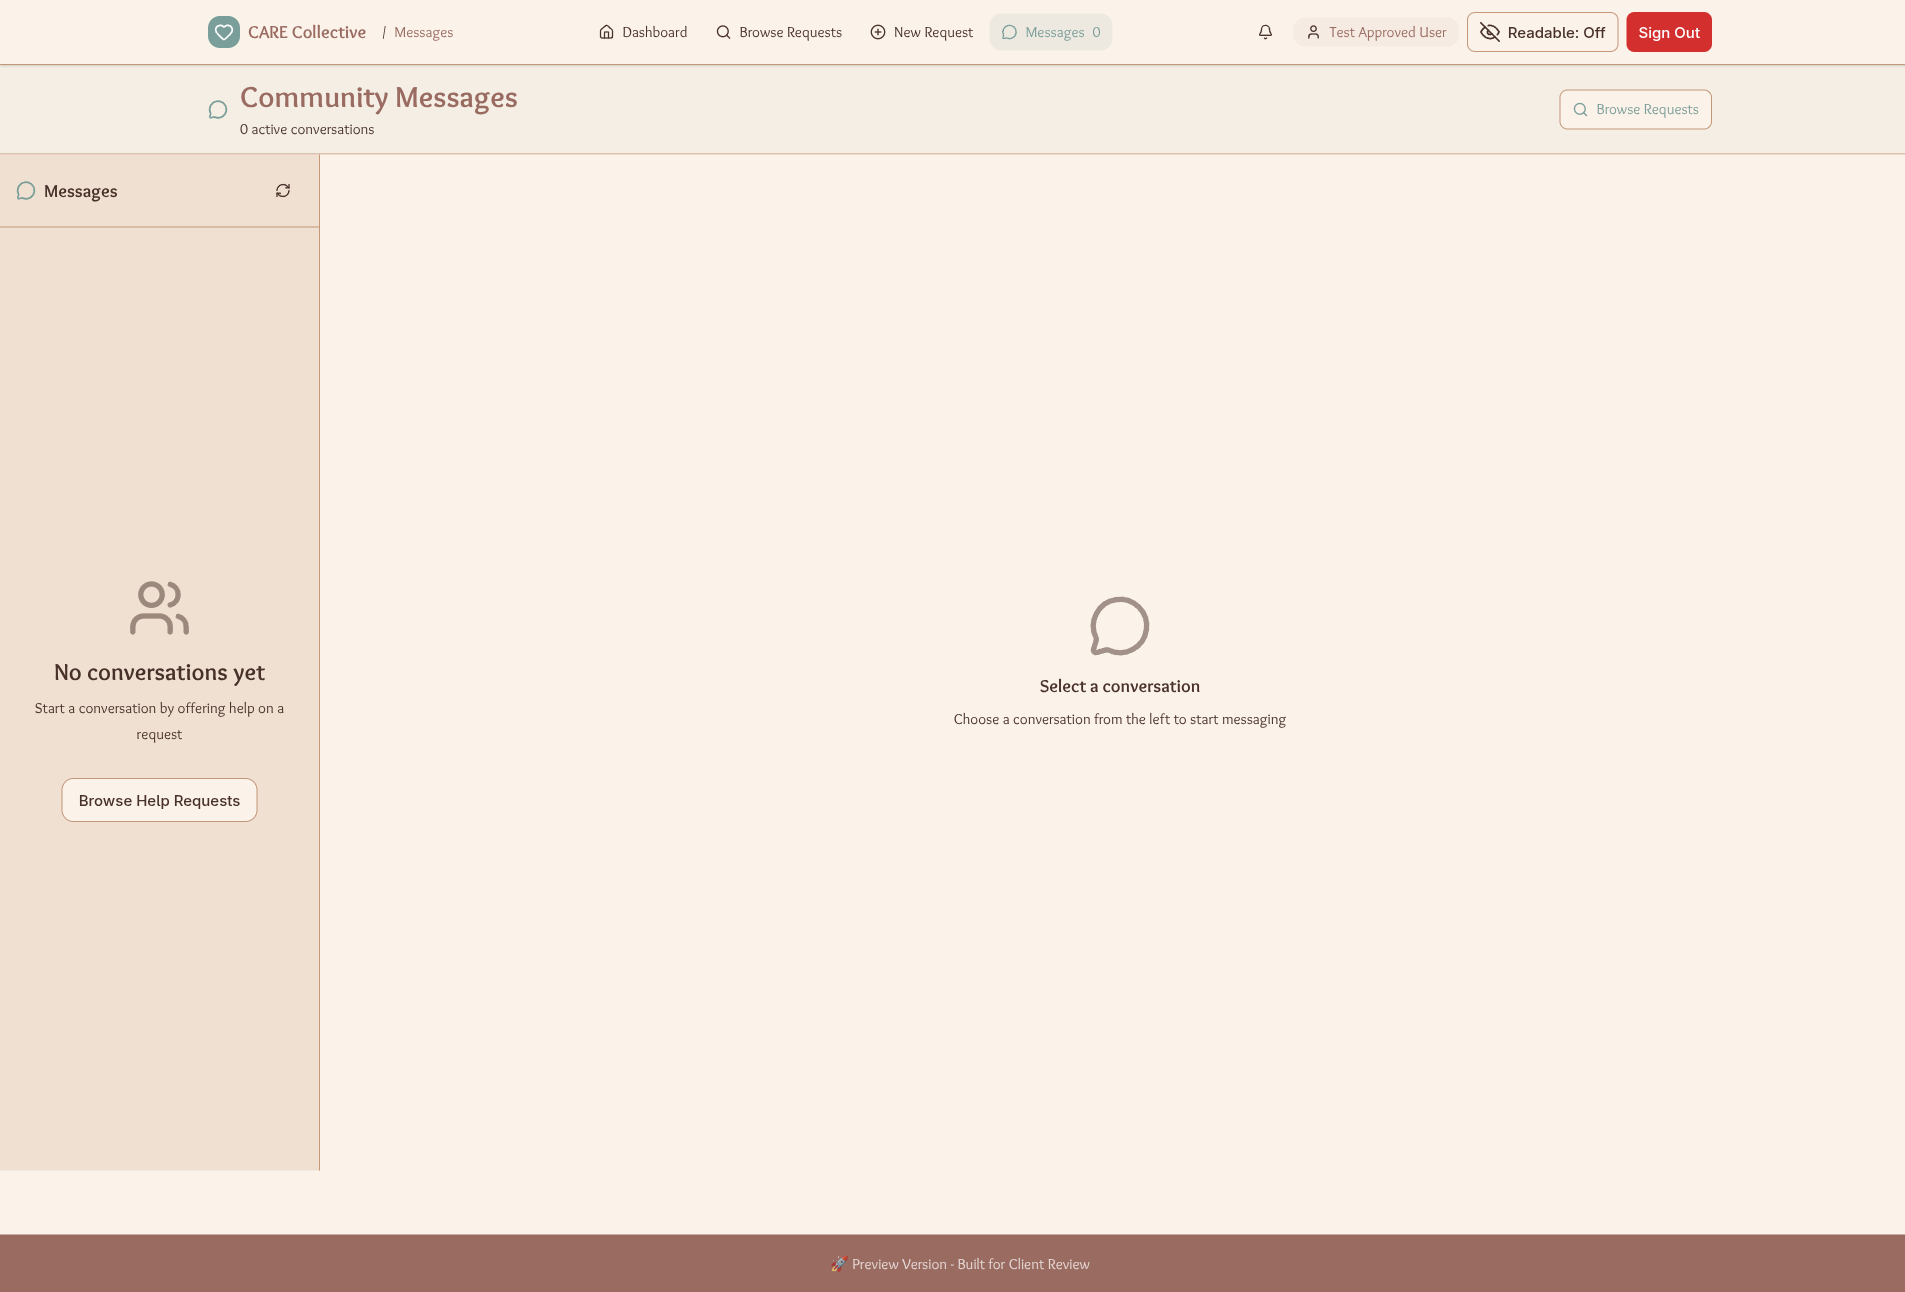 CARE Collective / Messages
Dashboard
Browse Requests
New Request
Messages 0
Test Approved User
Readable: Off
Sign Out
Community Messages
0 active conversations
Browse Requests
Messages
No conversations yet
Start a conversation by offering help on a
request
Browse Help Requests
Select a conversation
Choose a conversation from the left to start messaging
🚀 Preview Version - Built for Client Review